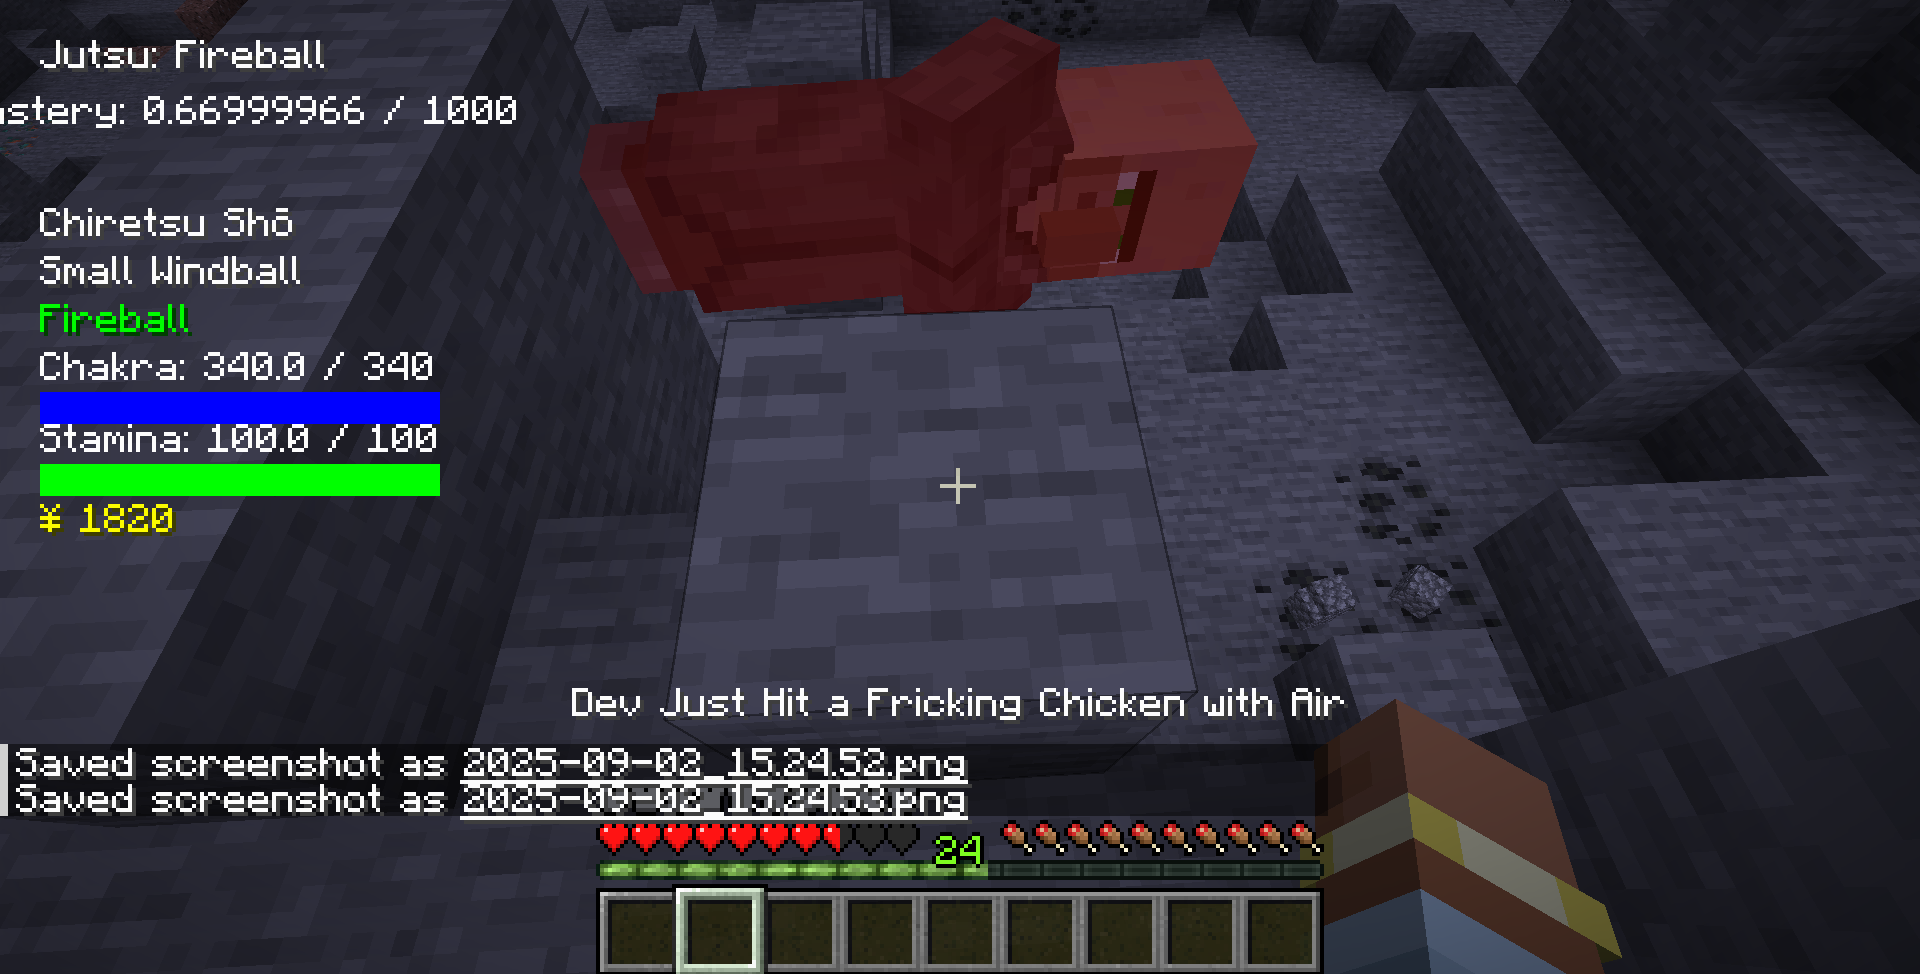 Jutsu: Fireball
astery: 0.66999966 / 1000
Chiretsu Shō
Small Windball
Fireball
Chakra: 340.0 / 340
Stamina: 100.0 / 100
¥ 1820
Dev Just Hit a Fricking Chicken with Air
Saved screenshot as 2025-09-02_15.24.52.png
Saved screenshot as 2025-09-02_15.24.53.png
24